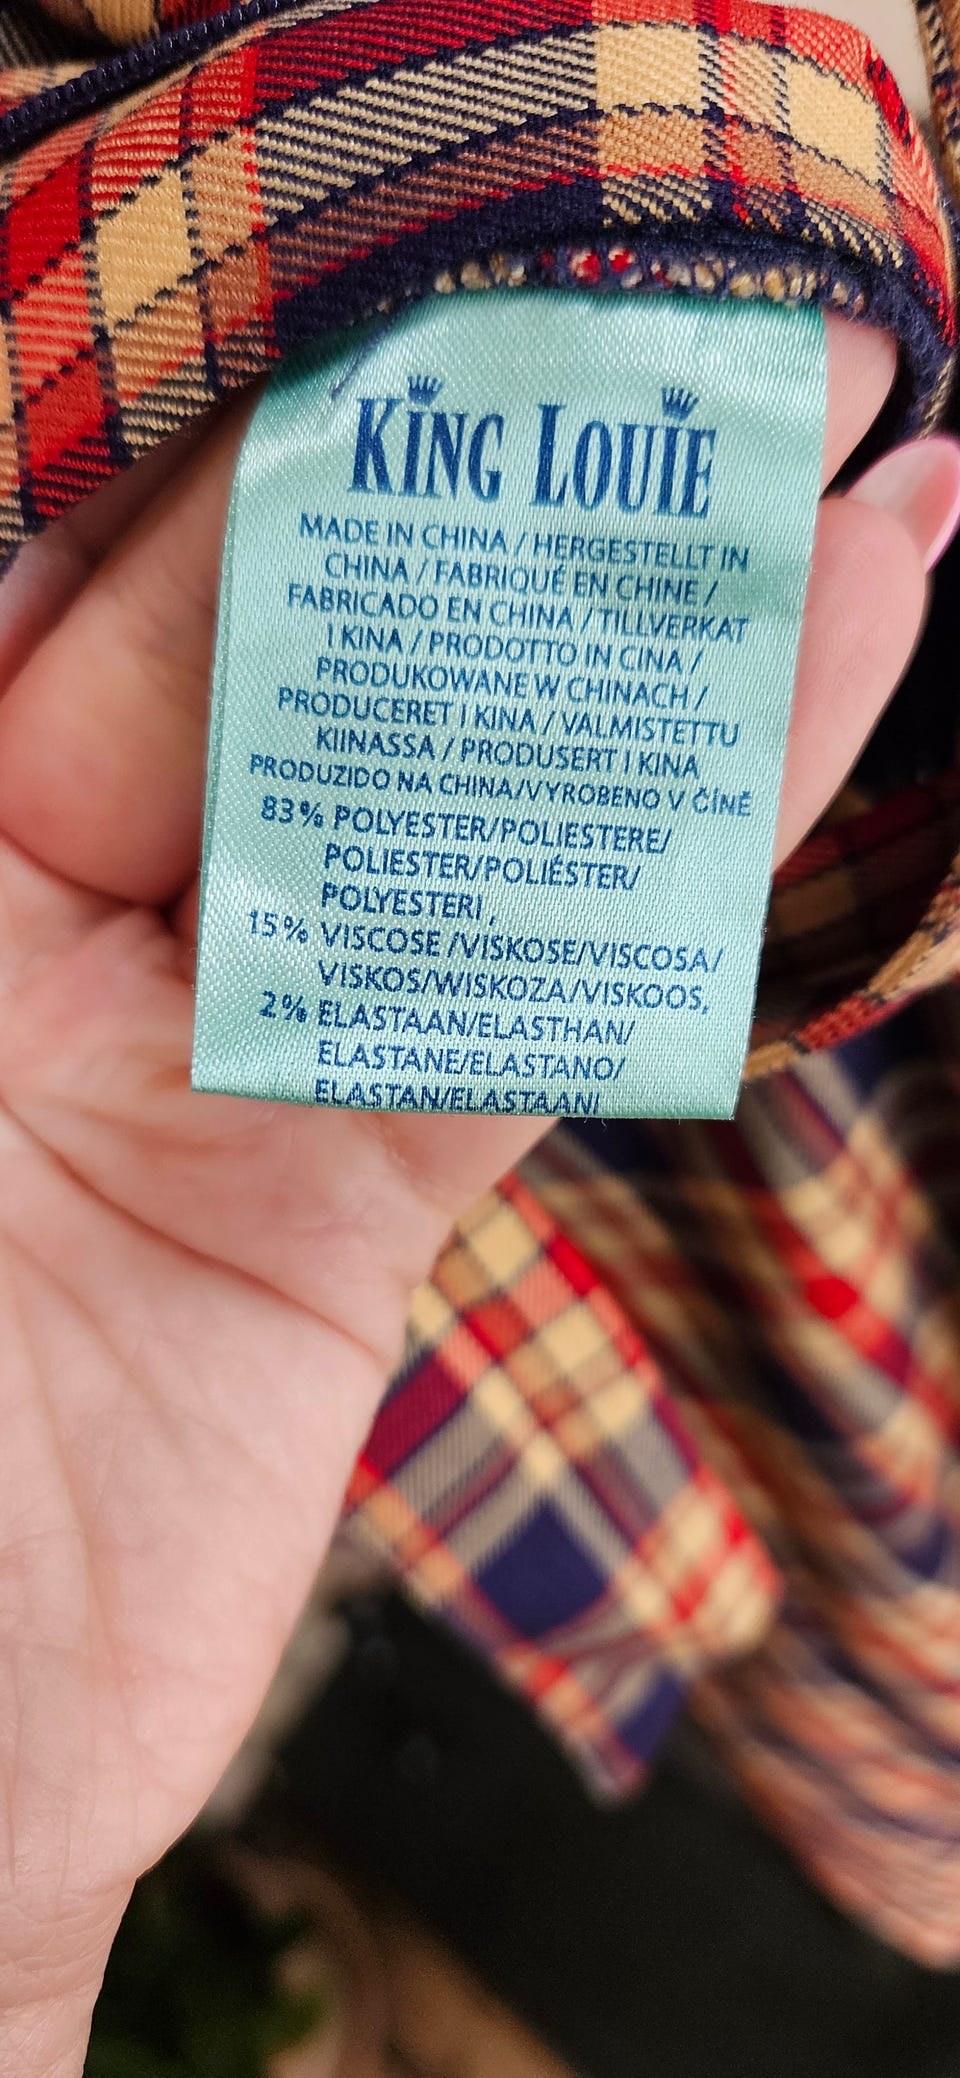 KING LOUIE
MADE IN CHINA / HERGESTELLT IN
CHINA / FABRIQUÉ EN CHINE /
FABRICADO EN CHINA / TILLVERKAT
I KINA / PRODOTTO IN CINA /
PRODUKOWANE W CHINACH /
PRODUCERET I KINA / VALMISTETTU
KIINASSA / PRODUSERT I KINA
PRODUZIDO NA CHINA/VYROBENO V ČÍNĚ
83% POLYESTER/POLIESTERE/
POLIESTER/POLIÉSTER/
POLYESTERI,
15% VISCOSE /VISKOSE/VISCOSA/
VISKOS/WISKOZA/VISKOOS,
2% ELASTAAN/ELASTHAN/
ELASTANE/ELASTANO/
ELASTAN/ELASTAANI